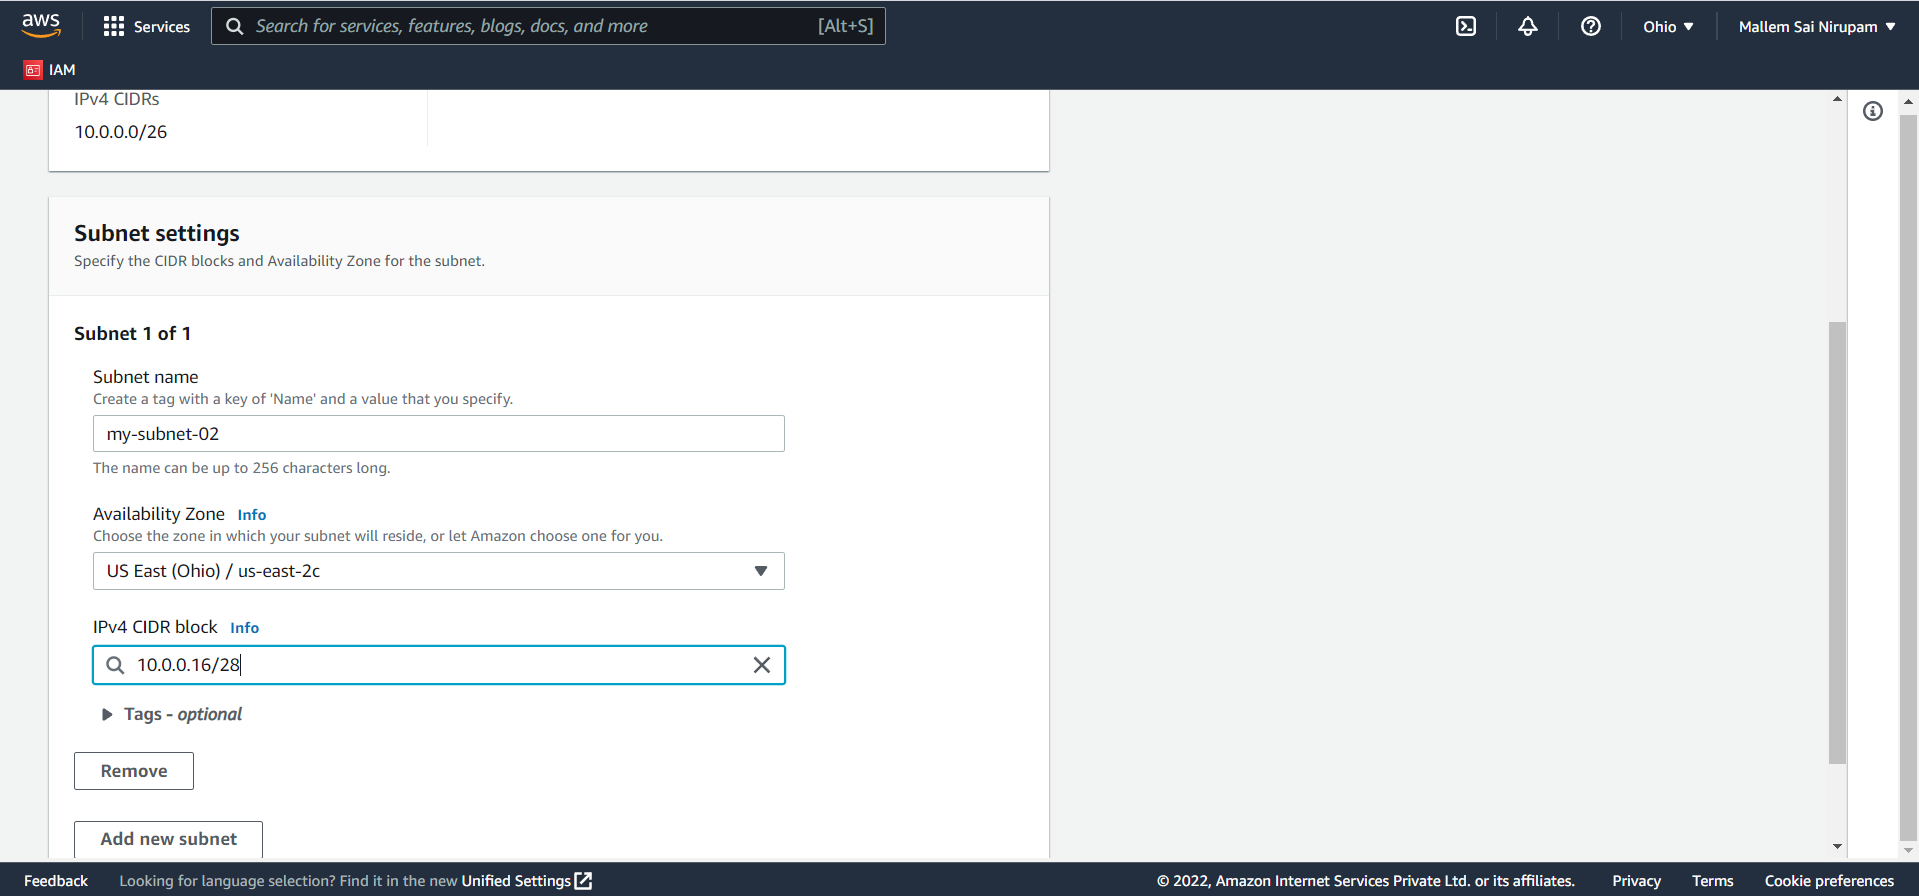 aws
Services
Search for services, features, blogs, docs, and more
[Alt+S]
Ohio
Mallem Sai Nirupam
IAM
IPv4 CIDRs
10.0.0.0/26
Subnet settings
Specify the CIDR blocks and Availability Zone for the subnet.
Subnet 1 of 1
Subnet name
Create a tag with a key of 'Name' and a value that you specify.
my-subnet-02
The name can be up to 256 characters long.
Availability Zone Info
Choose the zone in which your subnet will reside, or let Amazon choose one for you.
US East (Ohio) / us-east-2c
IPv4 CIDR block Info
10.0.0.16/28
Tags - optional
Remove
Add new subnet
Feedback
Looking for language selection? Find it in the new Unified Settings
© 2022, Amazon Internet Services Private Ltd. or its affiliates.
Privacy
Terms
Cookie preferences